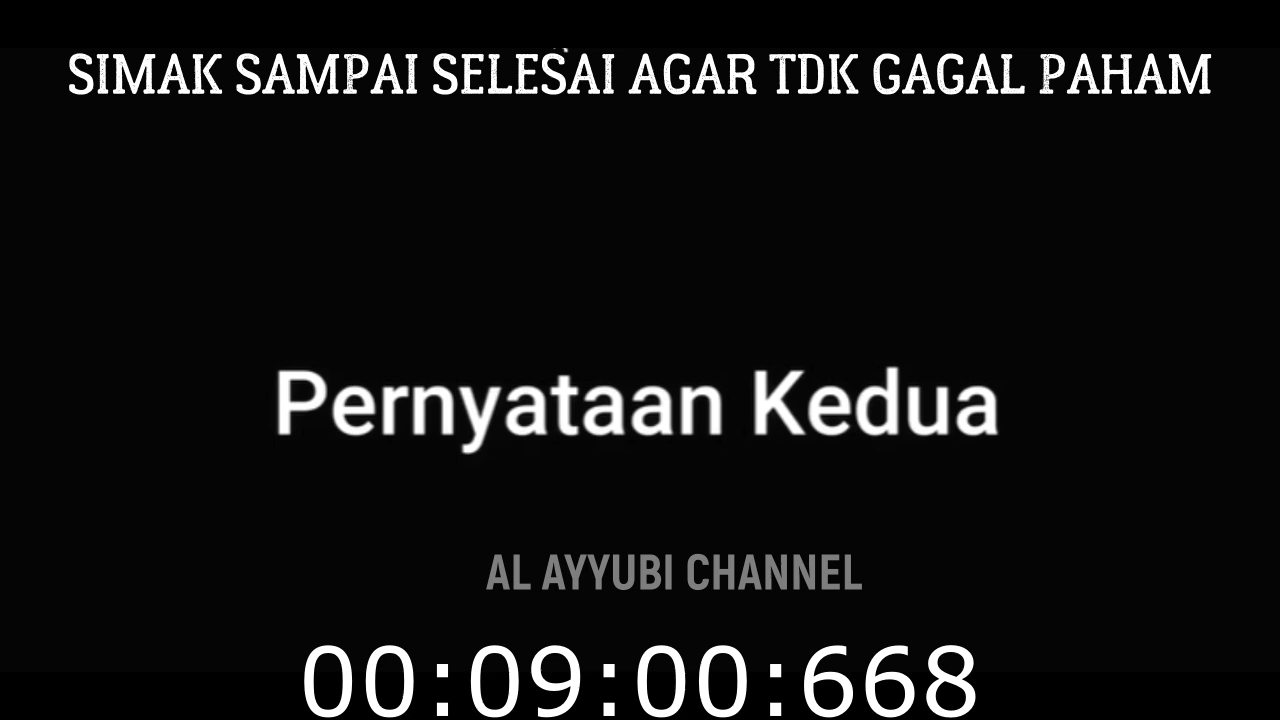 SIMAK SAMPAI SELESAI AGAR TDK GAGAL PAHAM
Pernyataan Kedua
AL AYYUBI CHANNEL
00:09:00:668